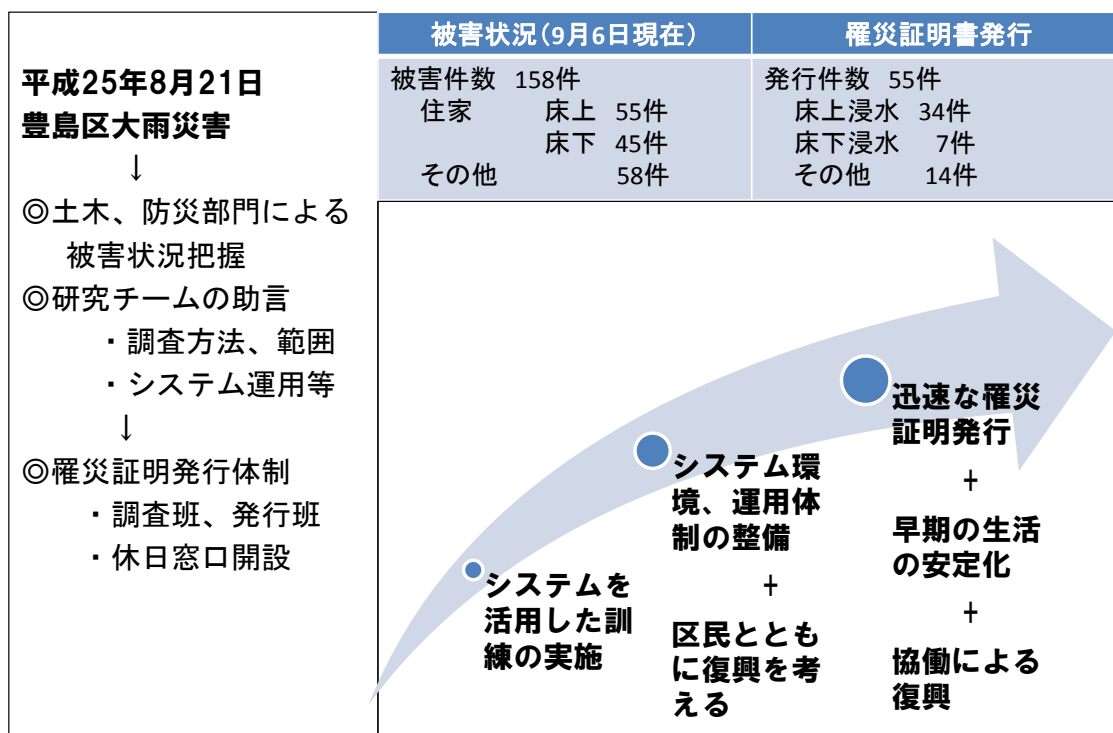 平成25年8月21日
豊島区大雨災害
↓
◎土木、防災部門による
被害状況把握
◎研究チームの助言
・調査方法、範囲
・システム運用等
↓
◎罹災証明発行体制
・調査班、発行班
・休日窓口開設
被害状況（9月6日現在）
被害件数 158件
住家 床上 55件
床下 45件
その他 58件
罹災証明書発行
発行件数 55件
床上浸水 34件
床下浸水 7件
その他 14件
システムを
活用した訓
練の実施
システム環
境、運用体
制の整備
+
区民ととも
に復興を考
える
迅速な罹災
証明発行
+
早期の生活
の安定化
+
協働による
復興